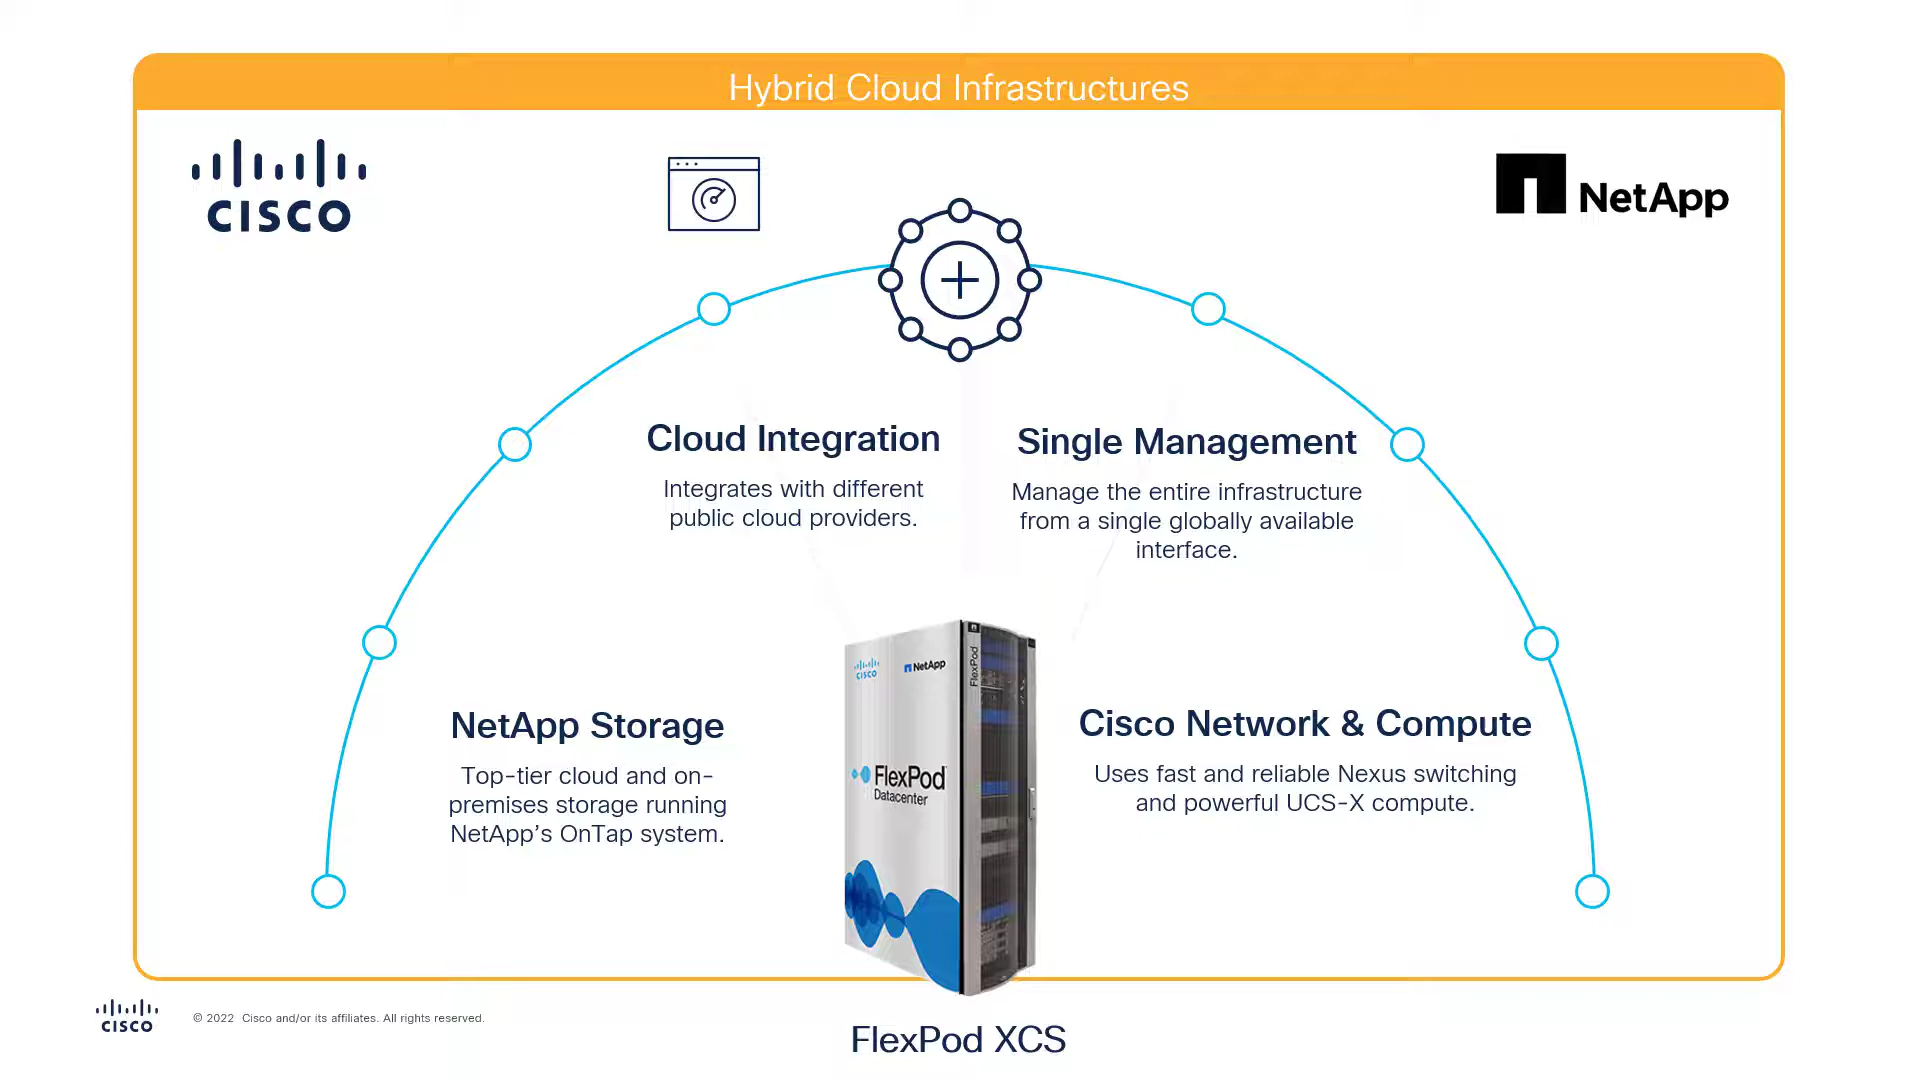 Hybrid Cloud Infrastructures
CISCO
NetApp
Cloud Integration
Integrates with different
public cloud providers.
Single Management
Manage the entire infrastructure
from a single globally available
interface.
CISCO
NetApp
FlexPod
FlexPod
Datacenter
NetApp Storage
Top-tier cloud and on-
premises storage running
NetApp’s OnTap system.
Cisco Network & Compute
Uses fast and reliable Nexus switching
and powerful UCS-X compute.
CISCO
© 2022 Cisco and/or its affiliates. All rights reserved.
FlexPod XCS